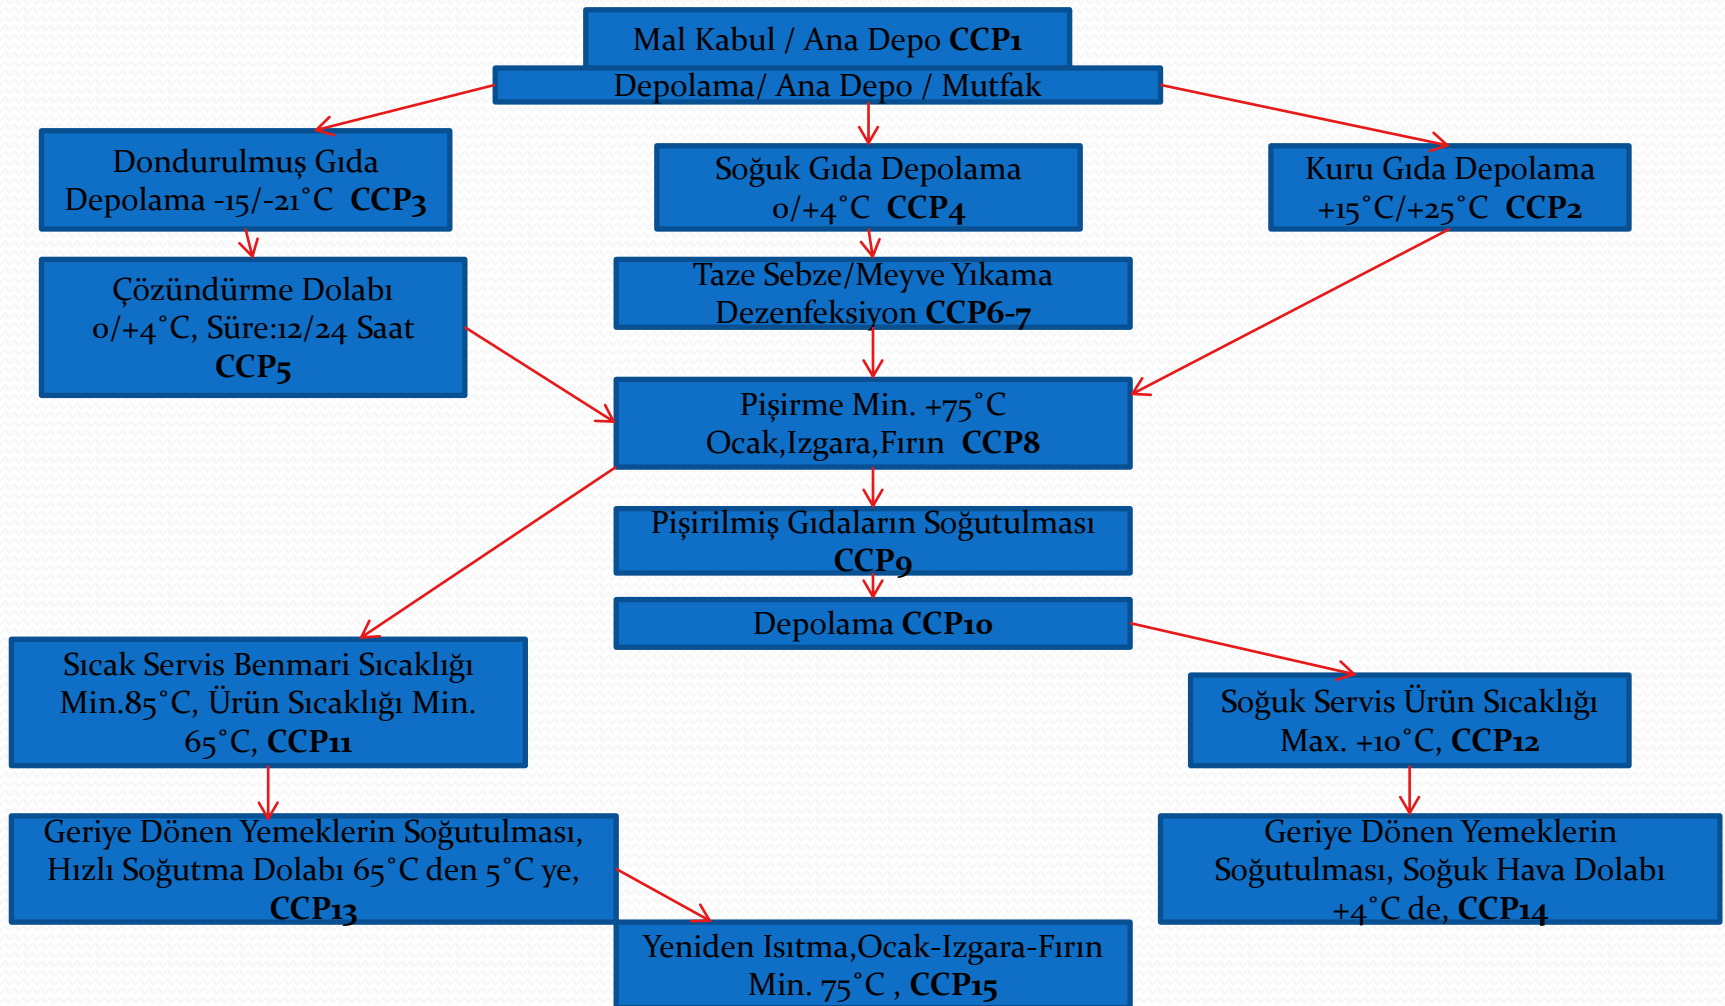 Mal Kabul / Ana Depo CCP1
Depolama/ Ana Depo / Mutfak
Dondurulmuş Gıda
Depolama -15/-21˚C CCP3
Soğuk Gıda Depolama
0/+4˚C CCP4
Kuru Gıda Depolama
+15˚C/+25˚C CCP2
Çözündürme Dolabı
0/+4˚C, Süre:12/24 Saat
CCP5
Taze Sebze/Meyve Yıkama
Dezenfeksiyon CCP6-7
Pişirme Min. +75˚C
Ocak,Izgara,Fırın CCP8
Pişirilmiş Gıdaların Soğutulması
CCP9
Depolama CCP10
Sıcak Servis Benmari Sıcaklığı
Min.85˚C, Ürün Sıcaklığı Min.
65˚C, CCP11
Soğuk Servis Ürün Sıcaklığı
Max. +10˚C, CCP12
Geriye Dönen Yemeklerin Soğutulması,
Hızlı Soğutma Dolabı 65˚C den 5˚C ye,
CCP13
Geriye Dönen Yemeklerin
Soğutulması, Soğuk Hava Dolabı
+4˚C de, CCP14
Yeniden Isıtma,Ocak-Izgara-Fırın
Min. 75˚C , CCP15